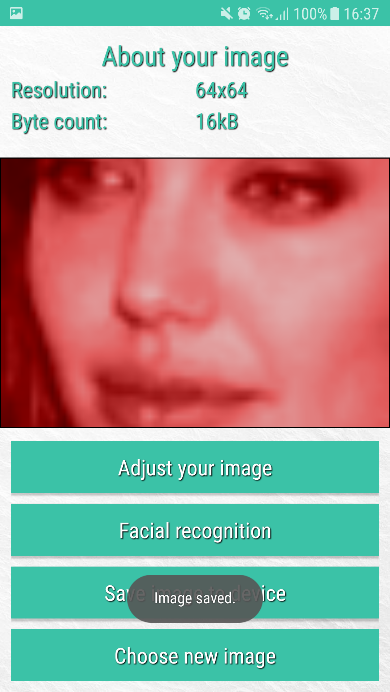 100% 16:37
About your image
Resolution: 64x64
Byte count: 16kB
Adjust your image
Facial recognition
Image saved.
Choose new image